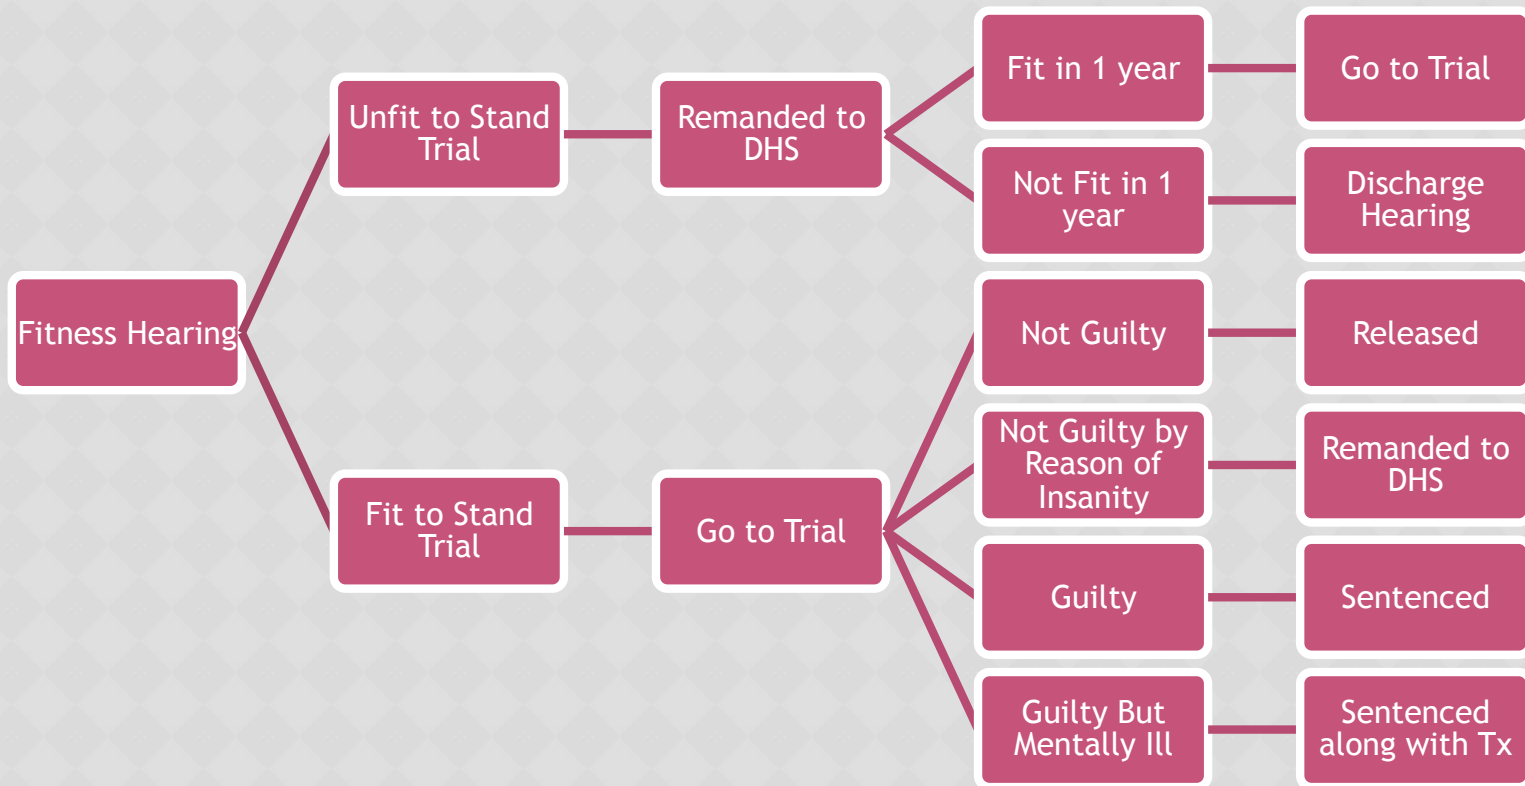 Fitness Hearing
Unfit to Stand
Trial
Remanded to
DHS
Fit in 1 year
Go to Trial
Not Fit in 1
year
Discharge
Hearing
Fit to Stand
Trial
Go to Trial
Not Guilty
Released
Not Guilty by
Reason of
Insanity
Remanded to
DHS
Guilty
Sentenced
Guilty But
Mentally Ill
Sentenced
along with Tx